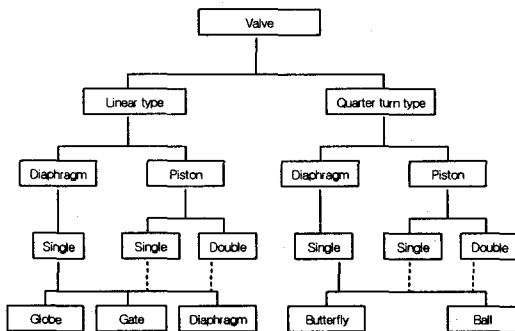 Valve
Linear type
Quarter turn type
Diaphragm
Piston
Diaphragm
Piston
Single
Single
Double
Single
Single
Double
Globe
Gate
Diaphragm
Butterfly
Ball